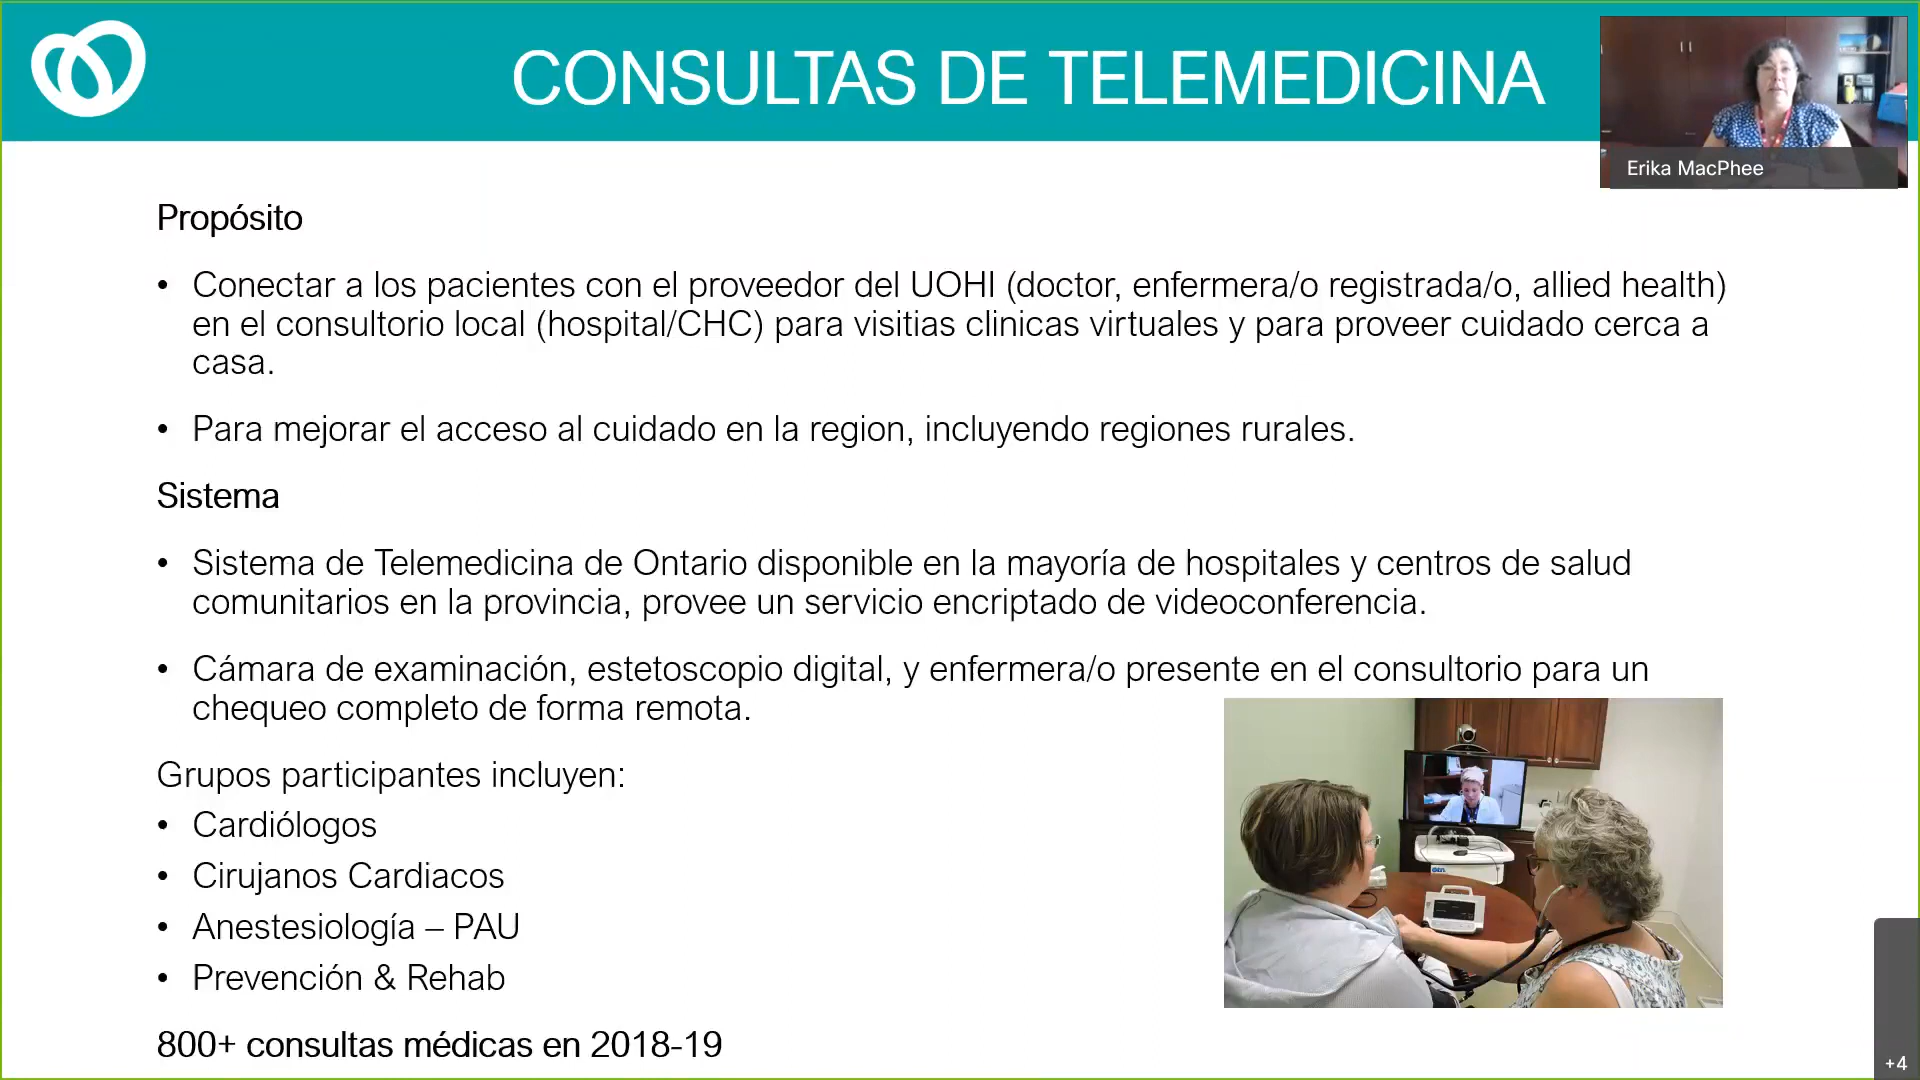 CONSULTAS DE TELEMEDICINA
Erika MacPhee
Propósito
• Conectar a los pacientes con el proveedor del UOHI (doctor, enfermera/o registrada/o, allied health)
en el consultorio local (hospital/CHC) para visitias clinicas virtuales y para proveer cuidado cerca a
casa.
• Para mejorar el acceso al cuidado en la region, incluyendo regiones rurales.
Sistema
• Sistema de Telemedicina de Ontario disponible en la mayoría de hospitales y centros de salud
comunitarios en la provincia, provee un servicio encriptado de videoconferencia.
• Cámara de examinación, estetoscopio digital, y enfermera/o presente en el consultorio para un
chequeo completo de forma remota.
Grupos participantes incluyen:
• Cardiólogos
• Cirujanos Cardiacos
• Anestesiología – PAU
• Prevención & Rehab
800+ consultas médicas en 2018-19
+4